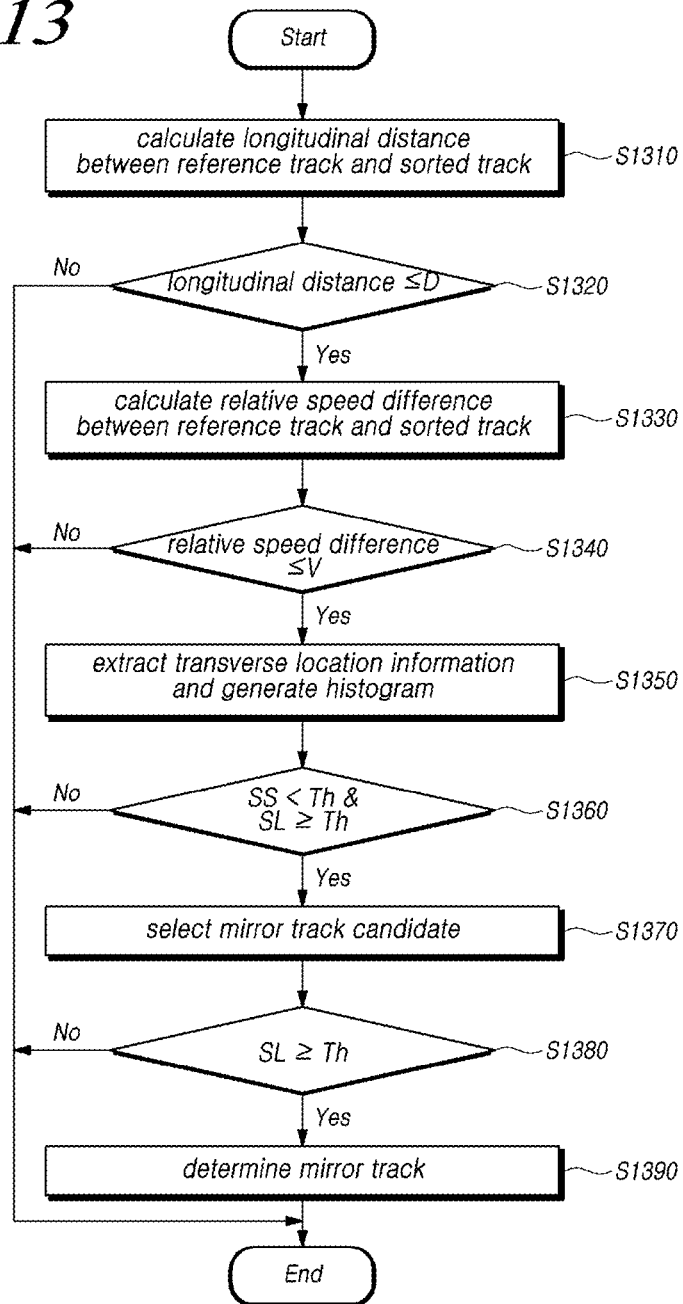 13
Start
calculate longitudinal distance
between reference track and sorted track
S1310
No
longitudinal distance ≤D
S1320
Yes
calculate relative speed difference
between reference track and sorted track
S1330
No
relative speed difference
≤V
S1340
Yes
extract transverse location information
and generate histogram
S1350
No
SS < Th &
SL ≥ Th
S1360
Yes
select mirror track candidate
S1370
No
SL ≥ Th
S1380
Yes
determine mirror track
S1390
End